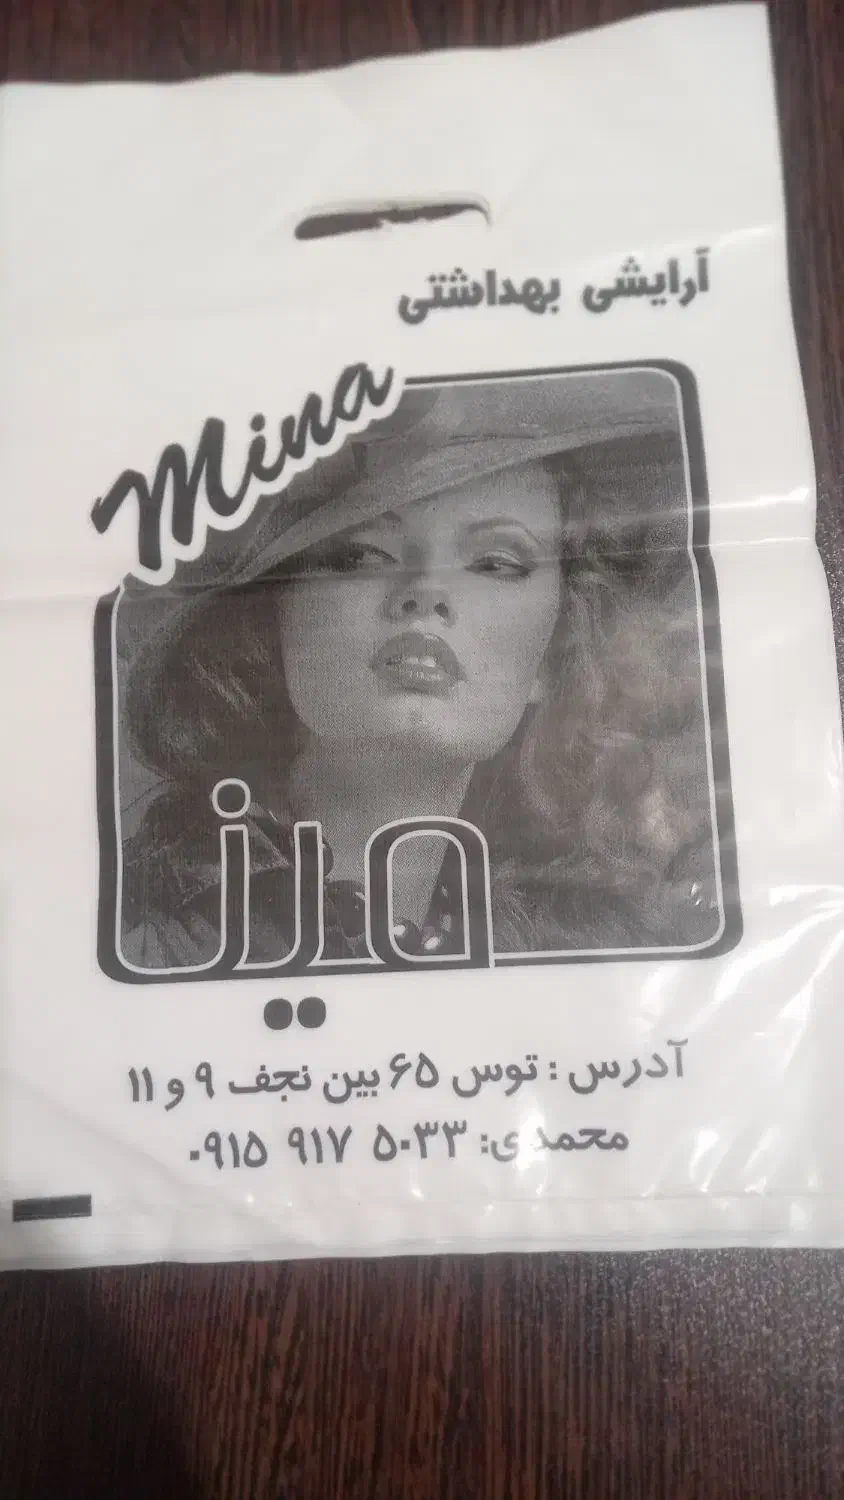 آرایشی بهداشتی
Mina
مینا
آدرس : توس ۶۵ بین نجف ۹ و ۱۱
محمدی: ۰۹۱۵ ۹۱۷ ۵۰۳۳